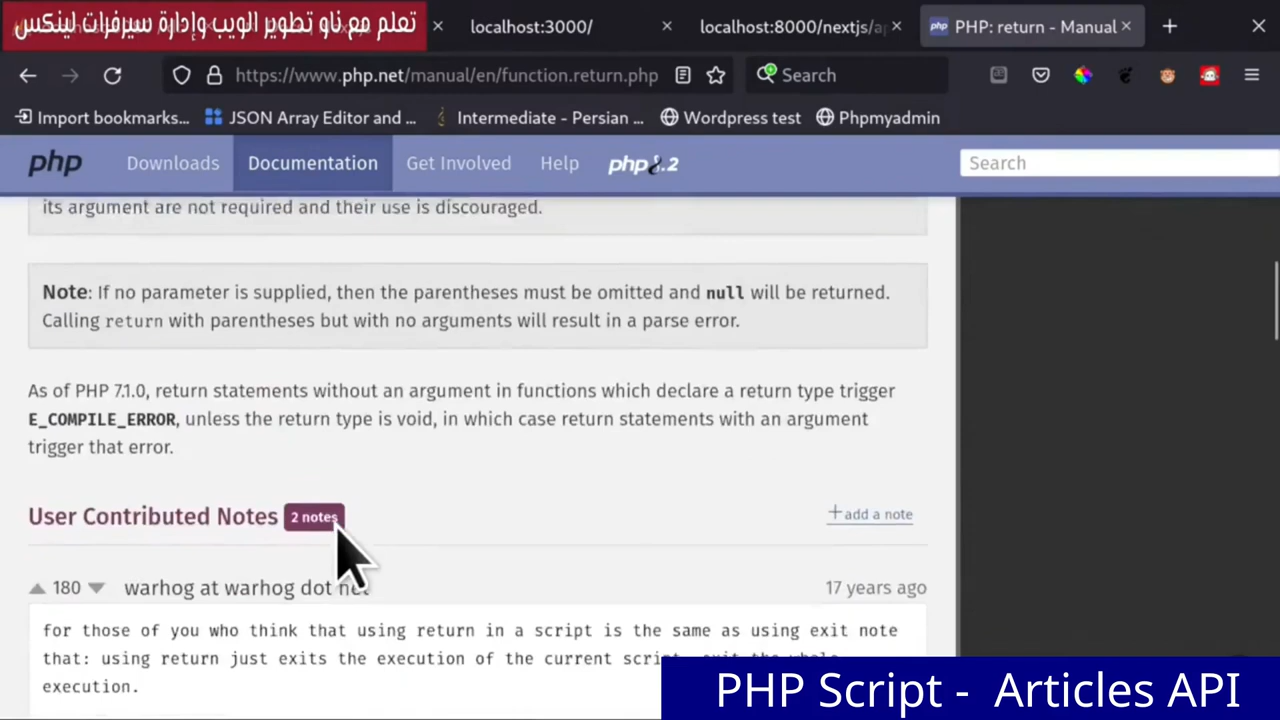 تعلم مع ناو تطوير الويب وإدارة سيرفرات لينكس
localhost:3000/
localhost:8000/nextjs/ap
PHP: return - Manual
https://www.php.net/manual/en/function.return.php
Search
Import bookmarks...
JSON Array Editor and ...
Intermediate - Persian ...
Wordpress test
Phpmyadmin
php
Downloads
Documentation
Get Involved
Help
php8.2
Search
its argument are not required and their use is discouraged.
Note: If no parameter is supplied, then the parentheses must be omitted and null will be returned.
Calling return with parentheses but with no arguments will result in a parse error.
As of PHP 7.1.0, return statements without an argument in functions which declare a return type trigger
E_COMPILE_ERROR, unless the return type is void, in which case return statements with an argument
trigger that error.
User Contributed Notes 2 notes
+add a note
180 warhog at warhog dot net
17 years ago
for those of you who think that using return in a script is the same as using exit note
that: using return just exits the execution of the current script, exit the whole
execution.
PHP Script - Articles API